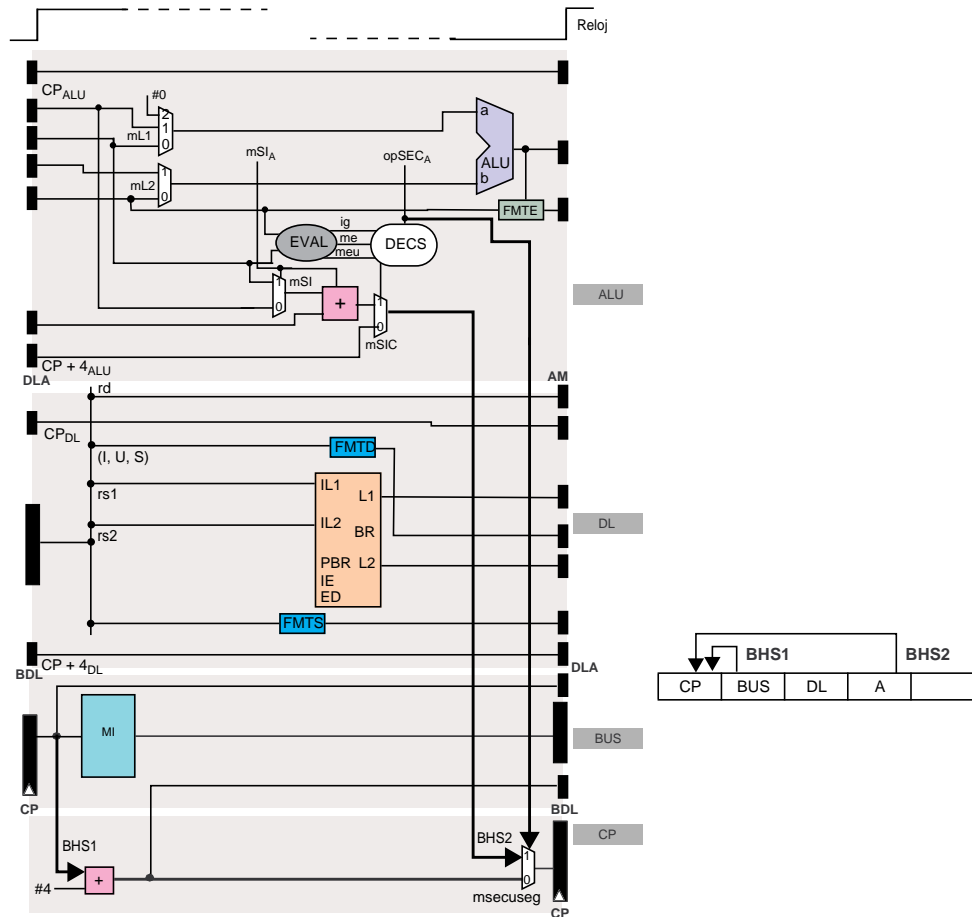 Reloj
CP_ALU
#0
2
1
0
mL1
mSI_A
opSEC_A
a
ALU
b
1
0
mL2
FMTE
ig
EVAL
me
DECS
meu
1
mSI
0
+
1
0
mSIC
ALU
CP + 4_ALU
DLA
AM
rd
CP_DL
(I, U, S)
FMTD
rs1
IL1
L1
IL2
BR
rs2
DL
PBR
L2
IE
ED
FMTS
CP + 4_DL
BDL
DLA
BHS1
BHS2
CP
BUS
DL
A
MI
BUS
CP
BDL
CP
BHS1
BHS2
1
0
#4
+
msecuseg
CP